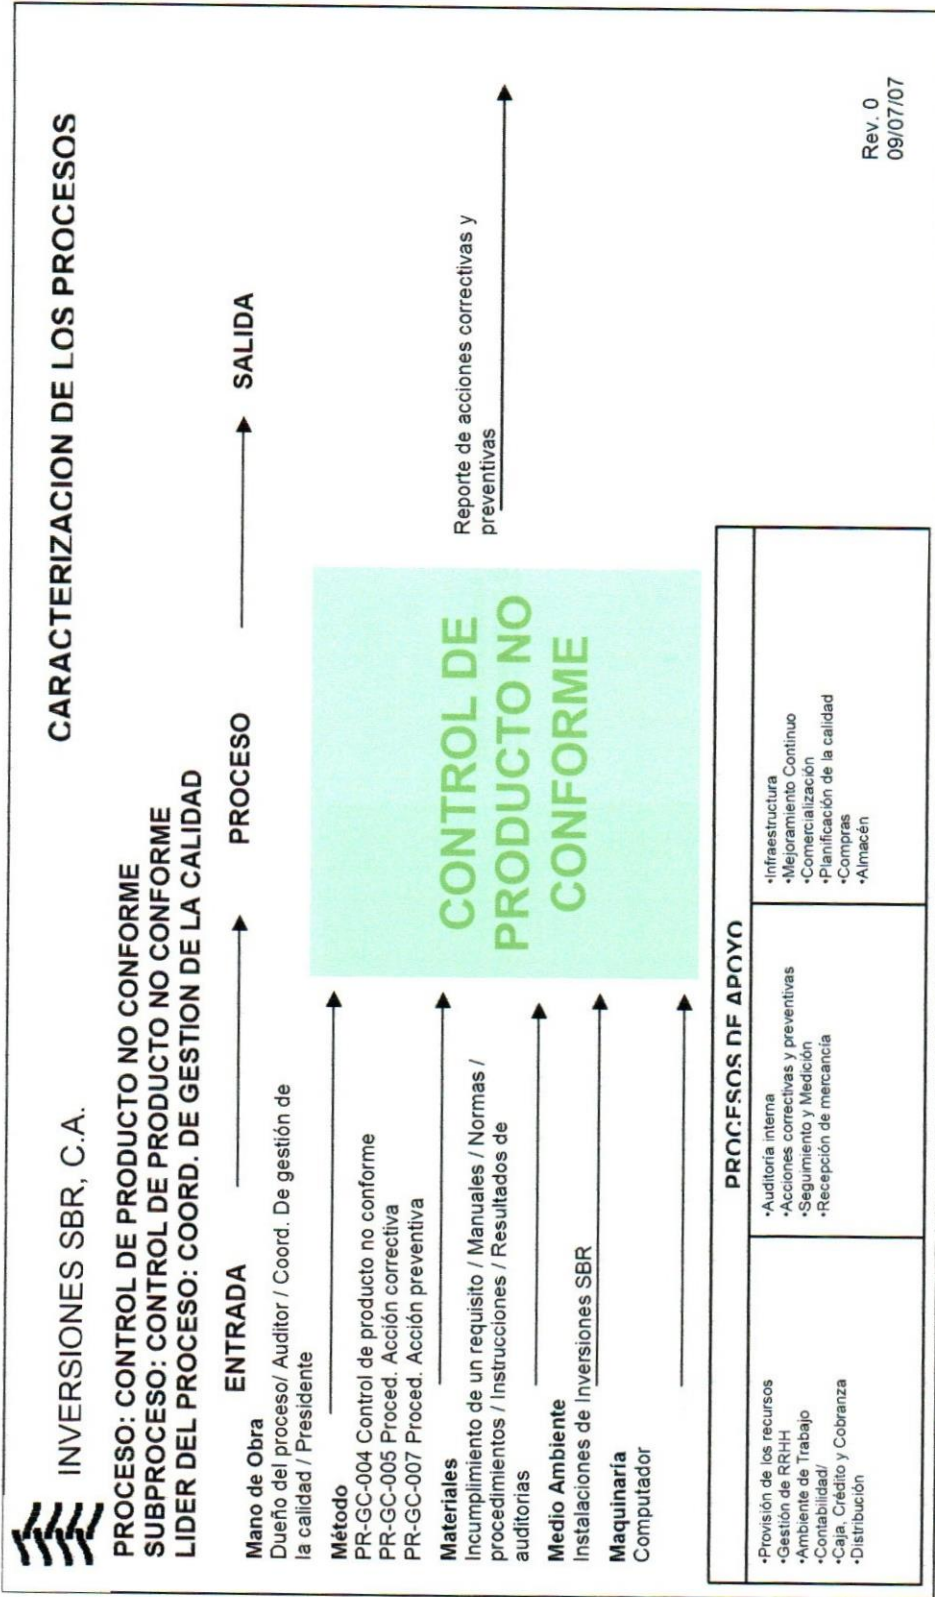 INVERSIONES SBR, C.A.
CARACTERIZACION DE LOS PROCESOS
PROCESO: CONTROL DE PRODUCTO NO CONFORME
SUBPROCESO: CONTROL DE PRODUCTO NO CONFORME
LIDER DEL PROCESO: COORD. DE GESTION DE LA CALIDAD
ENTRADA
PROCESO
SALIDA
Mano de Obra
Dueño del proceso/ Auditor / Coord. De gestión de
la calidad / Presidente
Método
PR-GC-004 Control de producto no conforme
PR-GC-005 Proced. Acción correctiva
PR-GC-007 Proced. Acción preventiva
Materiales
Incumplimiento de un requisito / Manuales / Normas /
procedimientos / Instrucciones / Resultados de
auditorias
Medio Ambiente
Instalaciones de Inversiones SBR
Maquinaría
Computador
CONTROL DE
PRODUCTO NO
CONFORME
Reporte de acciones correctivas y
preventivas
PROCESOS DE APOYO
•Provisión de los recursos
•Gestión de RRHH
•Ambiente de Trabajo
•Contabilidad/
•Caja, Crédito y Cobranza
•Distribución
•Auditoría interna
•Acciones correctivas y preventivas
•Seguimiento y Medición
•Recepción de mercancía
•Infraestructura
•Mejoramiento Continuo
•Comercialización
•Planificación de la calidad
•Compras
•Almacén
Rev. 0
09/07/07